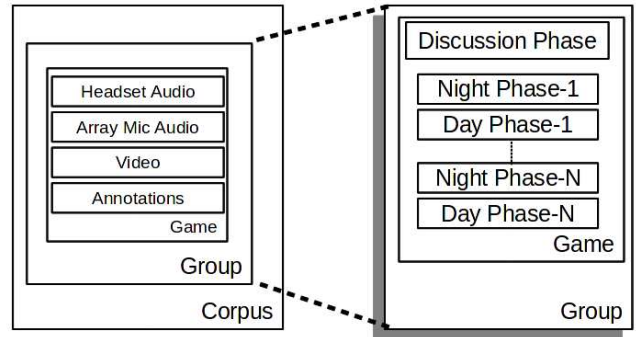 Headset Audio
Array Mic Audio
Video
Annotations
Game
Group
Corpus
Discussion Phase
Night Phase-1
Day Phase-1
Night Phase-N
Day Phase-N
Game
Group